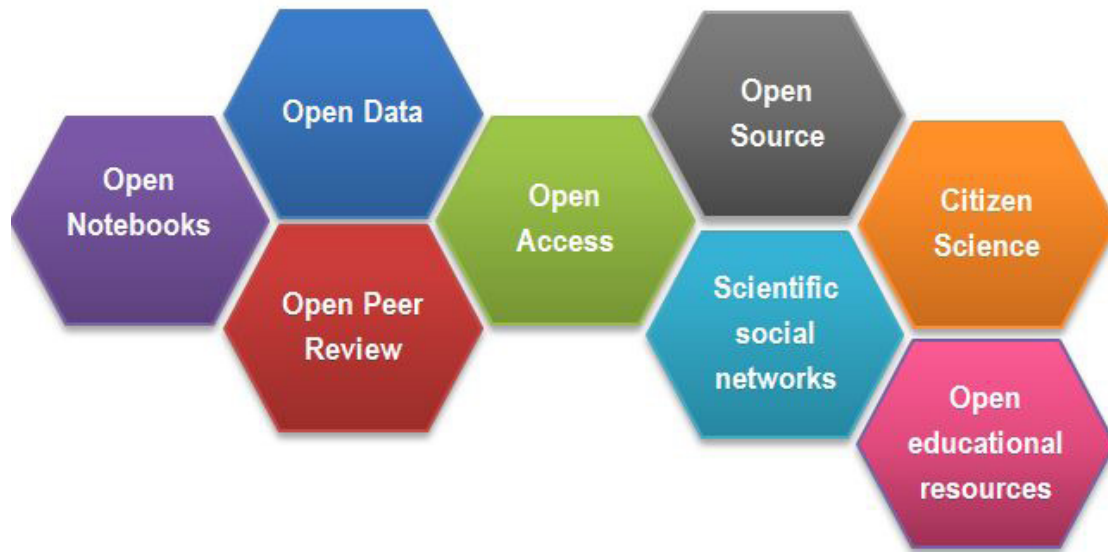 Open
Notebooks
Open Data
Open Peer
Review
Open
Access
Open
Source
Scientific
social
networks
Citizen
Science
Open
educational
resources